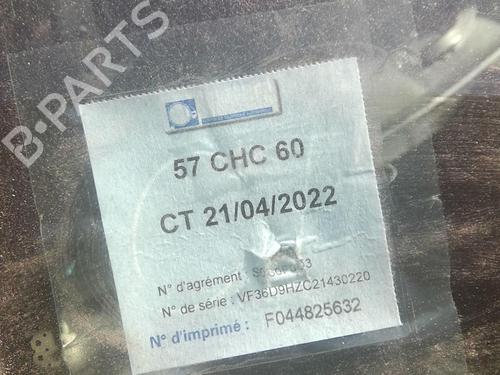 B-PARTS
57 CHC 60
CT 21/04/2022
N° d'agrément :
N° de série : VF36D9HZC21430220
N° d'imprimé : F044825632